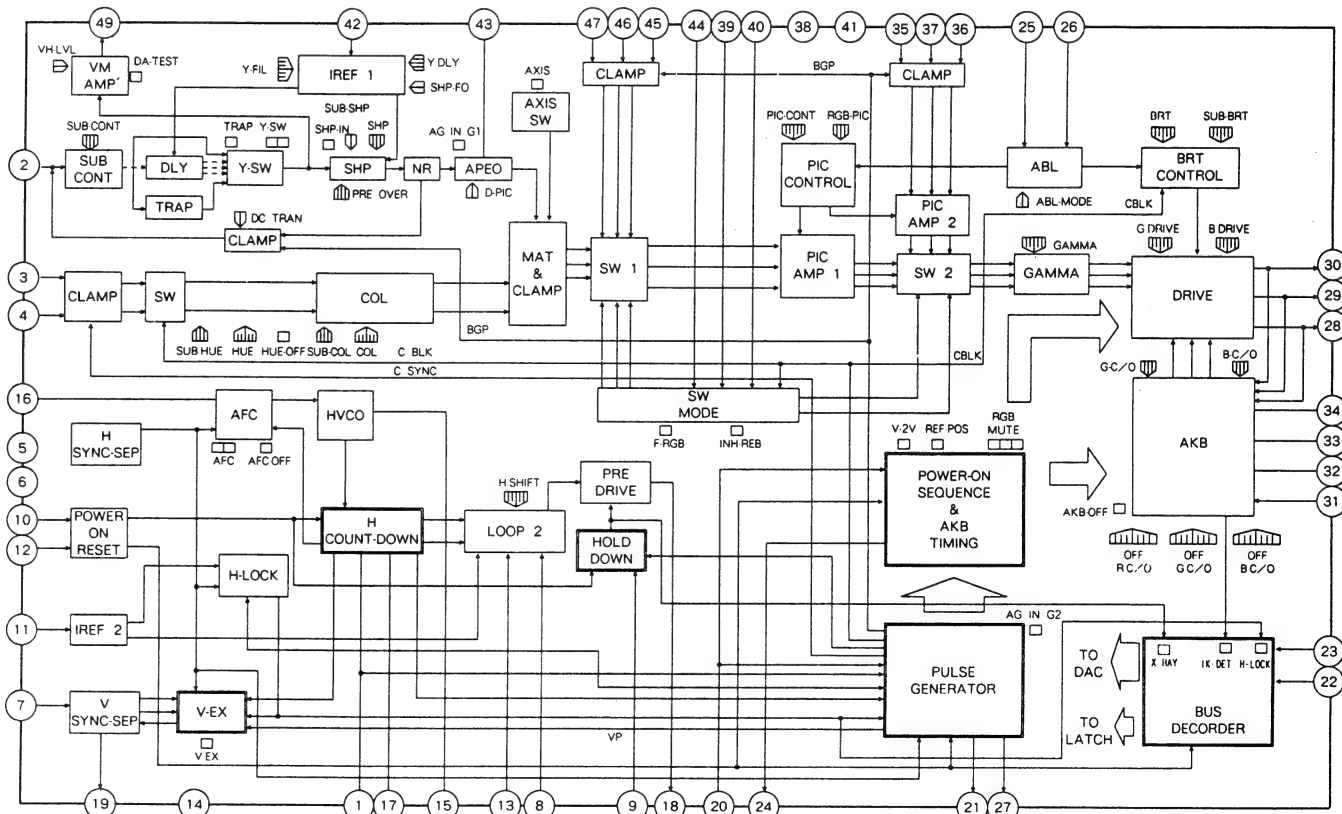 49
42
43
47
46
45
44
39
40
38
41
35
37
36
25
26
VH-LVL
DA-TEST
VM
AMP'
Y-FIL
IREF 1
Y DLY
SHP-FO
AXIS
CLAMP
BGP
CLAMP
SUB-CONT
TRAP Y-SW
SUB-SHP
SHP-IN
SHP
AG IN G1
AXIS
SW
PIC-CONT
RGB-PIC
BRT
SUB-BRT
2
SUB
CONT
DLY
Y-SW
SHP
NR
APEO
PIC
CONTROL
ABL
BRT
CONTROL
PRE OVER
D-PIC
ABL-MODE
CBLK
TRAP
DC TRAN
CLAMP
PIC
AMP 2
MAT
&
CLAMP
SW 1
PIC
AMP 1
SW 2
GAMMA
GAMMA
G DRIVE
B DRIVE
DRIVE
3
4
CLAMP
SW
COL
30
29
28
SUB-HUE
HUE
HUE-OFF
SUB-COL
COL
C BLK
BGP
CBLK
C SYNC
G-C/O
B-C/O
16
AFC
HVCO
SW
MODE
F-RGB
INH-REB
V-2V
REF-POS
RGB
MUTE
AKB
34
33
32
31
5
H
SYNC-SEP
AFC
AFC-OFF
6
H SHIFT
PRE
DRIVE
POWER-ON
SEQUENCE
&
AKB
TIMING
AKB-OFF
10
12
POWER
ON
RESET
H
COUNT-DOWN
LOOP 2
HOLD
DOWN
OFF
R C/O
OFF
G C/O
OFF
B C/O
H-LOCK
11
IREF 2
AG IN G2
PULSE
GENERATOR
TO
DAC
X RAY
IK-DET
H-LOCK
23
22
7
V
SYNC-SEP
V-EX
V EX
VP
TO
LATCH
BUS
DECORDER
19
14
1
17
15
13
8
9
18
20
24
21
27